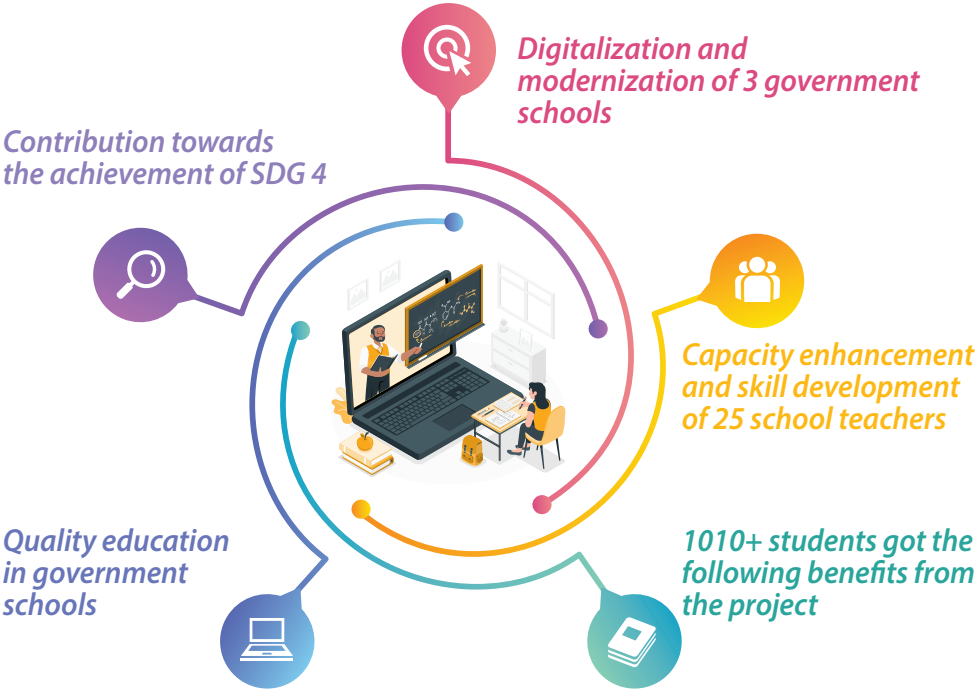 Digitalization and
modernization of 3 government
schools
Contribution towards
the achievement of SDG 4
Capacity enhancement
and skill development
of 25 school teachers
Quality education
in government
schools
1010+ students got the
following benefits from
the project